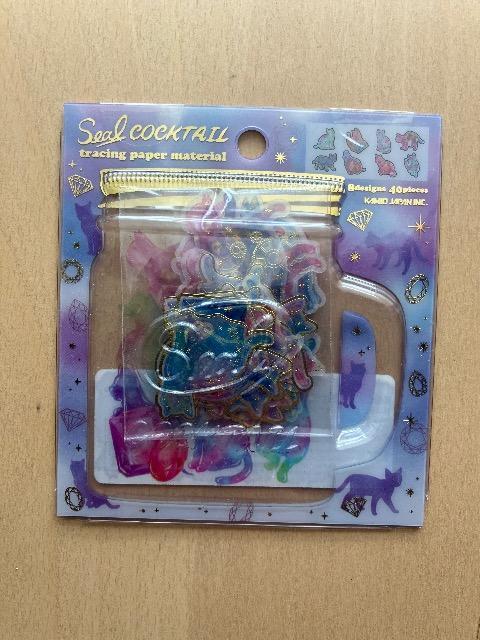 Seal COCKTAIL
tracing paper material
8designs 40pieces
KAMIO JAPAN INC.